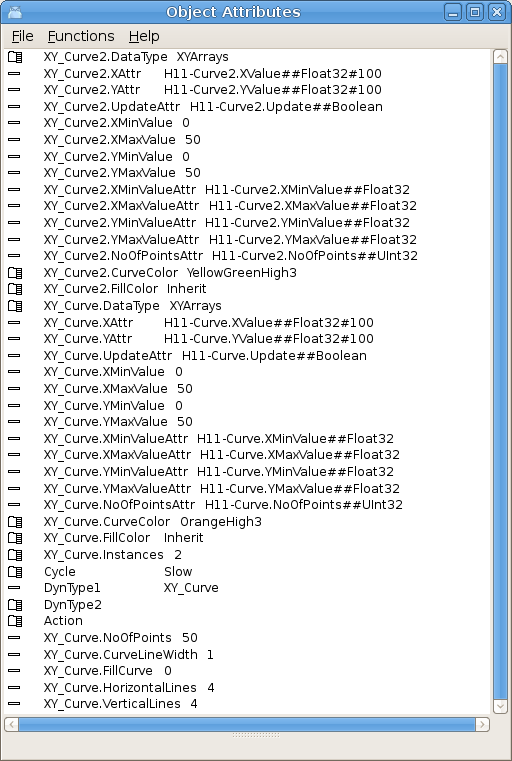 Object Attributes
File Functions Help
XY_Curve2.DataType XYArrays
XY_Curve2.XAttr H11-Curve2.XValue##Float32#100
XY_Curve2.YAttr H11-Curve2.YValue##Float32#100
XY_Curve2.UpdateAttr H11-Curve2.Update##Boolean
XY_Curve2.XMinValue 0
XY_Curve2.XMaxValue 50
XY_Curve2.YMinValue 0
XY_Curve2.YMaxValue 50
XY_Curve2.XMinValueAttr H11-Curve2.XMinValue##Float32
XY_Curve2.XMaxValueAttr H11-Curve2.XMaxValue##Float32
XY_Curve2.YMinValueAttr H11-Curve2.YMinValue##Float32
XY_Curve2.YMaxValueAttr H11-Curve2.YMaxValue##Float32
XY_Curve2.NoOfPointsAttr H11-Curve2.NoOfPoints##UInt32
XY_Curve2.CurveColor YellowGreenHigh3
XY_Curve2.FillColor Inherit
XY_Curve.DataType XYArrays
XY_Curve.XAttr H11-Curve.XValue##Float32#100
XY_Curve.YAttr H11-Curve.YValue##Float32#100
XY_Curve.UpdateAttr H11-Curve.Update##Boolean
XY_Curve.XMinValue 0
XY_Curve.XMaxValue 50
XY_Curve.YMinValue 0
XY_Curve.YMaxValue 50
XY_Curve.XMinValueAttr H11-Curve.XMinValue##Float32
XY_Curve.XMaxValueAttr H11-Curve.XMaxValue##Float32
XY_Curve.YMinValueAttr H11-Curve.YMinValue##Float32
XY_Curve.YMaxValueAttr H11-Curve.YMaxValue##Float32
XY_Curve.NoOfPointsAttr H11-Curve.NoOfPoints##UInt32
XY_Curve.CurveColor OrangeHigh3
XY_Curve.FillColor Inherit
XY_Curve.Instances 2
Cycle Slow
DynType1 XY_Curve
DynType2
Action
XY_Curve.NoOfPoints 50
XY_Curve.CurveLineWidth 1
XY_Curve.FillCurve 0
XY_Curve.HorizontalLines 4
XY_Curve.VerticalLines 4